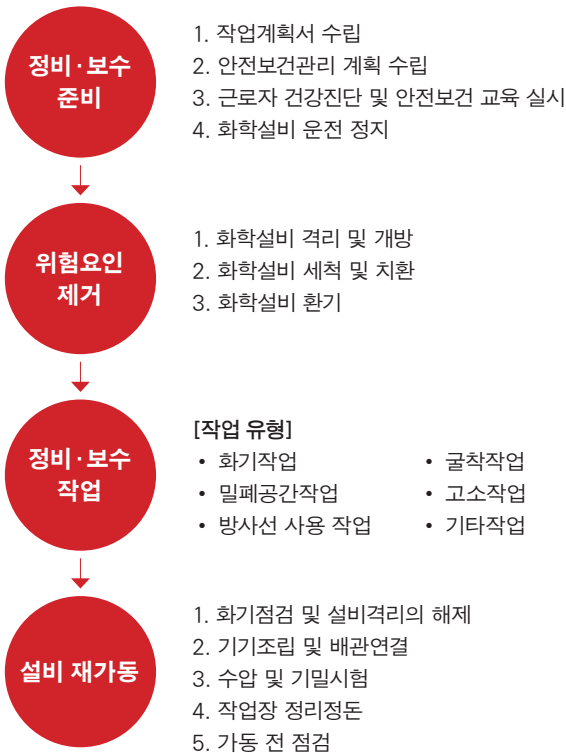 정비·보수
준비
1. 작업계획서 수립
2. 안전보건관리 계획 수립
3. 근로자 건강진단 및 안전보건 교육 실시
4. 화학설비 운전 정지
위험요인
제거
1. 화학설비 격리 및 개방
2. 화학설비 세척 및 치환
3. 화학설비 환기
정비·보수
작업
[작업 유형]
• 화기작업 • 굴착작업
• 밀폐공간작업 • 고소작업
• 방사선 사용 작업 • 기타작업
설비 재가동
1. 화기점검 및 설비격리의 해제
2. 기기조립 및 배관연결
3. 수압 및 기밀시험
4. 작업장 정리정돈
5. 가동 전 점검